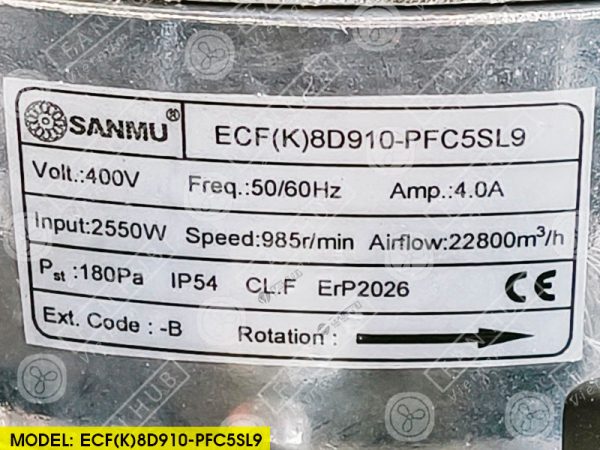 SANMU®
ECF(K)8D910-PFC5SL9
Volt.:400V Freq.:50/60Hz Amp.:4.0A
Input:2550W Speed:985r/min Airflow:22800m³/h
Pst :180Pa IP54 CL.F ErP2026 CE
Ext. Code : -B Rotation :
MODEL: ECF(K)8D910-PFC5SL9